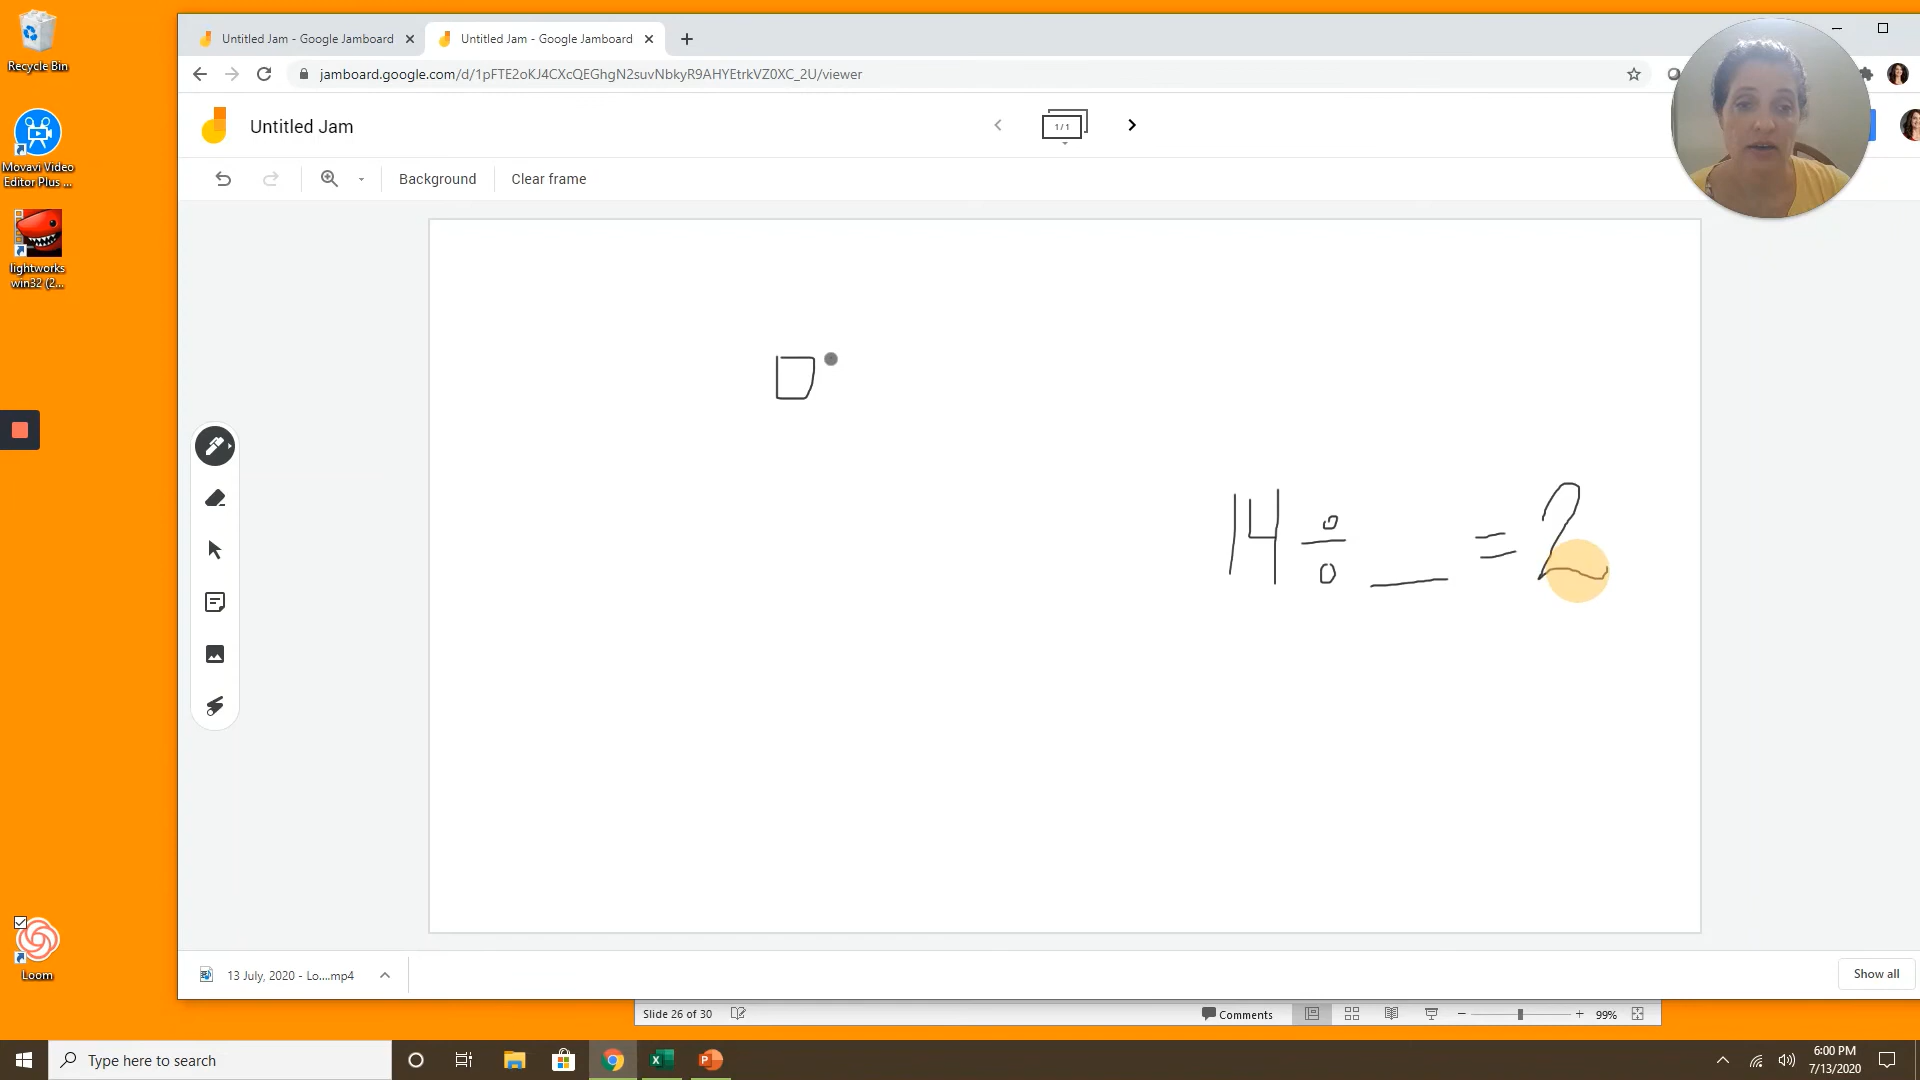 Untitled Jam - Google Jamboard
Untitled Jam - Google Jamboard
jamboard.google.com/d/1pFTE2oKJ4CXcQEGhgN2suvNbkyR9AHYEtrkVZ0XC_2U/viewer
Recycle Bin
Untitled Jam
1/1
Background
Clear frame
Movavi Video
Editor Plus ...
lightworks
win32 (2...
14 ÷ __ = 2
Loom
13 July, 2020 - Lo....mp4
Show all
Slide 26 of 30
Comments
99%
Type here to search
6:00 PM
7/13/2020